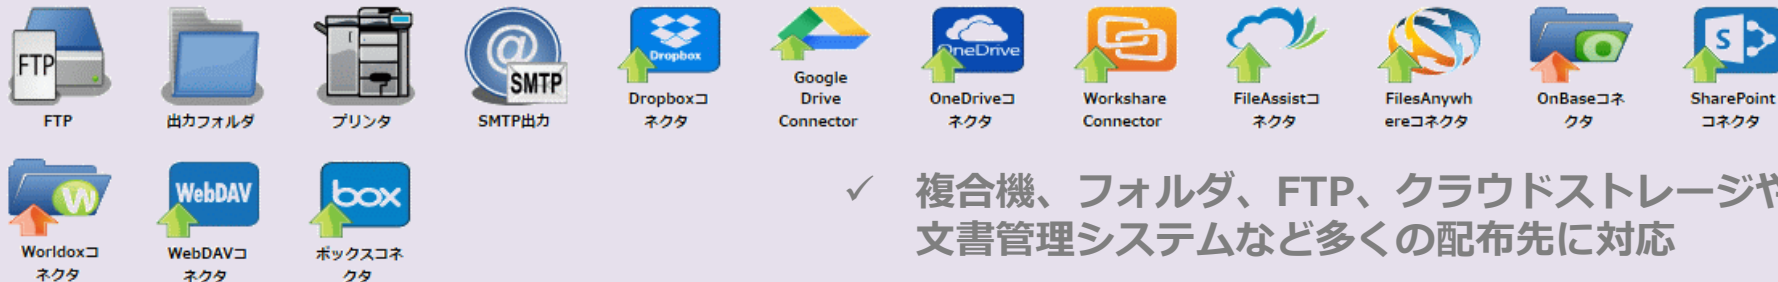 FTP
FTP
出力フォルダ
プリンタ
@
SMTP
SMTP出力
Dropbox
Dropboxコ
ネクタ
Google
Drive
Connector
OneDrive
OneDriveコ
ネクタ
Workshare
Connector
FileAssistコ
ネクタ
FilesAnywh
ereコネクタ
OnBaseコネ
クタ
S
SharePoint
コネクタ
W
Worldoxコ
ネクタ
WebDAV
WebDAVコ
ネクタ
box
ボックスコネ
クタ
✓ 複合機、フォルダ、FTP、クラウドストレージや
文書管理システムなど多くの配布先に対応